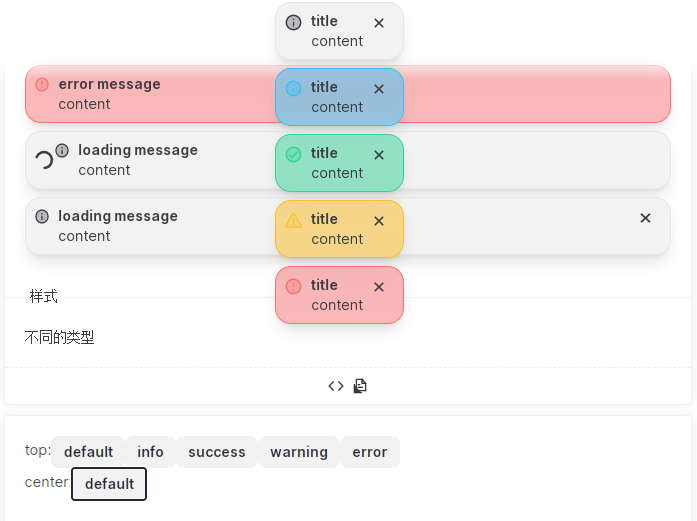 title
content
error message
content
title
content
loading message
content
title
content
loading message
content
title
content
title
content
样式
不同的类型
top: default info success warning error
center default